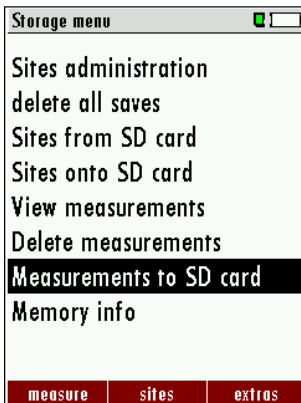 Storage menu
Sites administration
delete all saves
Sites from SD card
Sites onto SD card
View measurements
Delete measurements
Measurements to SD card
Memory info
measure sites extras